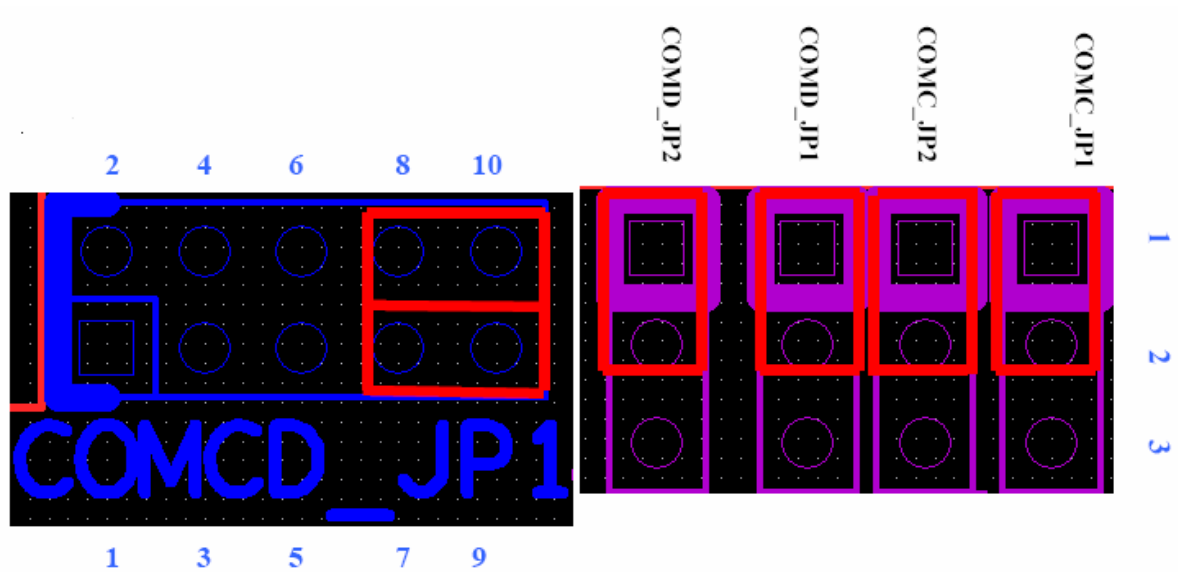 COMD_JP2
COMD_JP1
COMC_JP2
COMC_JP1
2 4 6 8 10
1
2
3
COMCD_JP1
1 3 5 7 9